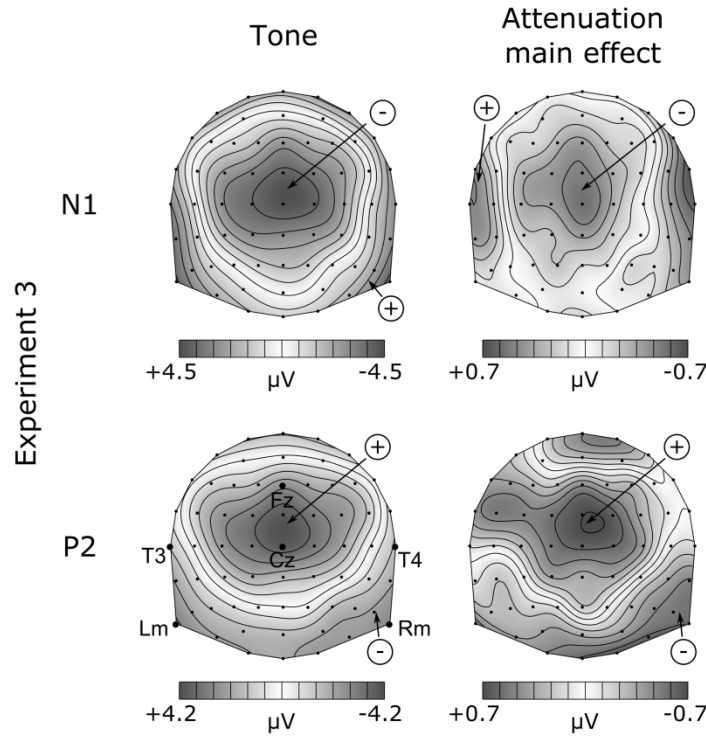 Tone
Attenuation
main effect
Experiment 3
N1
-
+
+
-
+4.5
-4.5
µV
+0.7
-0.7
µV
P2
+
-
Fz
Cz
T3
T4
Lm
Rm
+
-
+4.2
-4.2
µV
+0.7
-0.7
µV